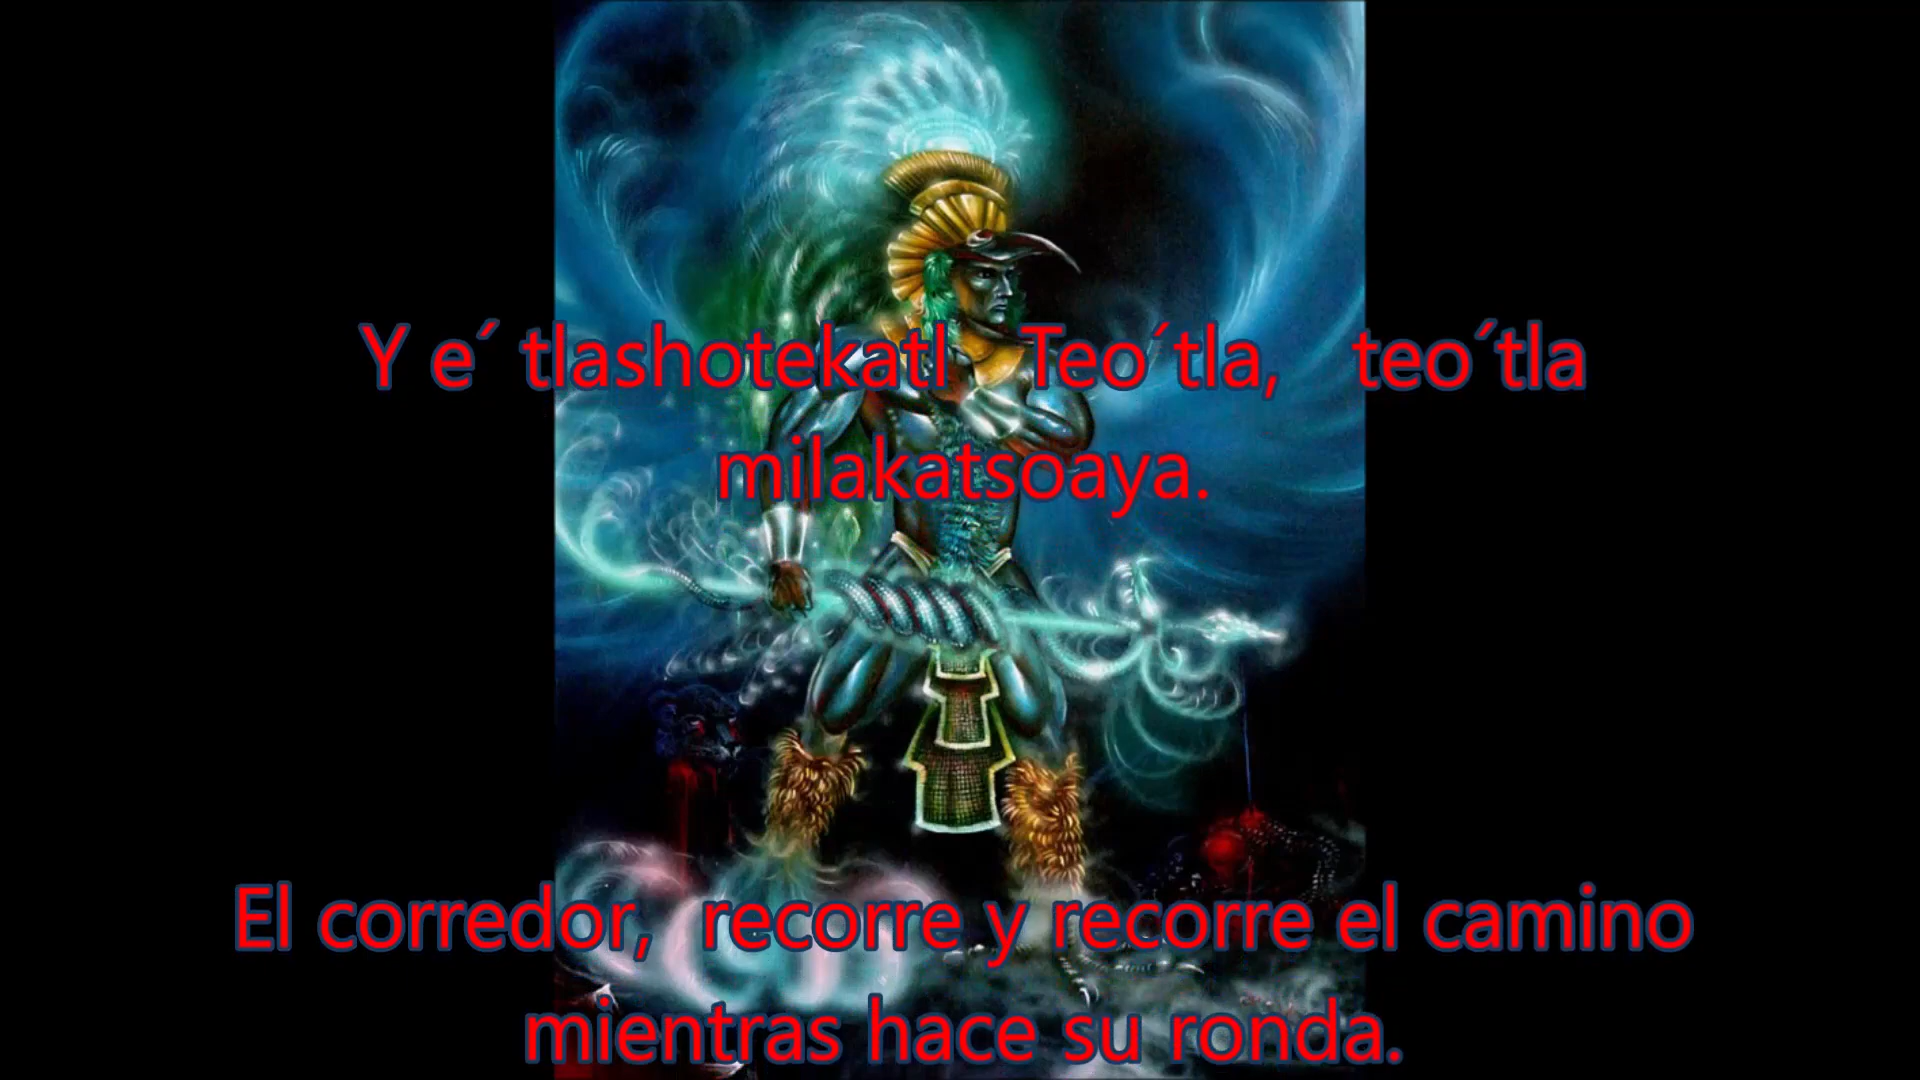 Y e´ tlashotekatl   Teo´tla,   teo´tla
milakatsoaya.
El corredor,  recorre y recorre el camino
mientras hace su ronda.